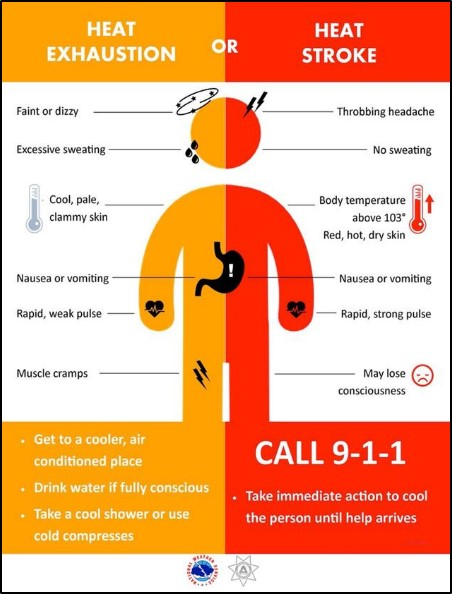 HEAT
EXHAUSTION
OR
HEAT
STROKE
Faint or dizzy
Throbbing headache
Excessive sweating
No sweating
Cool, pale,
clammy skin
Body temperature
above 103°
Red, hot, dry skin
!
Nausea or vomiting
Nausea or vomiting
Rapid, weak pulse
Rapid, strong pulse
Muscle cramps
May lose
consciousness
• Get to a cooler, air
conditioned place
• Drink water if fully conscious
• Take a cool shower or use
cold compresses
CALL 9-1-1
• Take immediate action to cool
the person until help arrives
NATIONAL WEATHER SERVICE